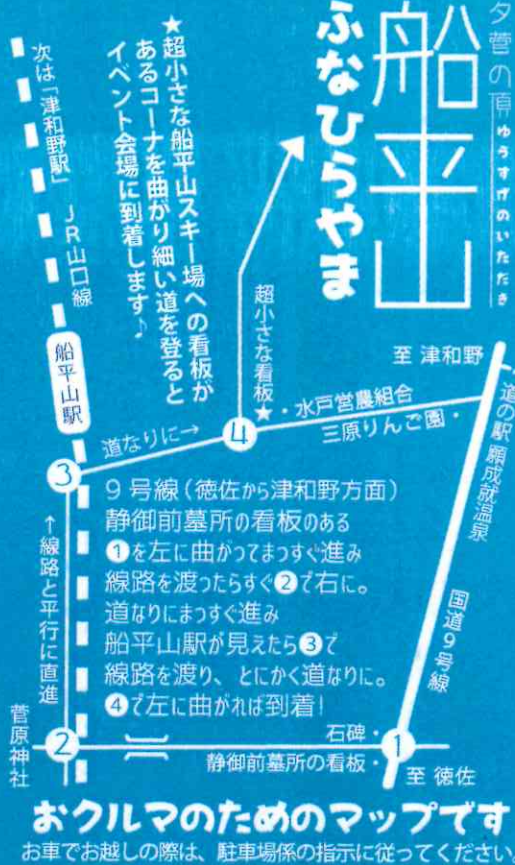 夕菅の頂
ゆうすげのいただき
船平山
ふなひらやま
★超小さな船平山スキー場への看板が
あるコーナを曲がり細い道を登ると
イベント会場に到着します♪
次は「津和野駅」
JR山口線
船平山駅
超小さな看板★
至 津和野
・道の駅願成就温泉
・水戸営農組合
三原りんご園・
道なりに→
4
3
↑線路と平行に直進
9号線(徳佐から津和野方面)
静御前墓所の看板のある
①を左に曲がってまっすぐ進み
線路を渡ったらすぐ②で右に。
道なりにまっすぐ進み
船平山駅が見えたら③で
線路を渡り、とにかく道なりに。
④で左に曲がれば到着!
国道9号線
菅原神社
2
石碑・
静御前墓所の看板・
1
至 徳佐
おクルマのためのマップです
お車でお越しの際は、駐車場係の指示に従ってください